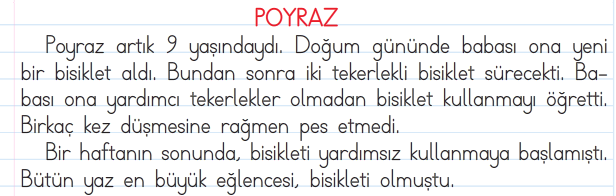 POYRAZ
Poyraz artık 9 yaşındaydı. Doğum gününde babası ona yeni
bir bisiklet aldı. Bundan sonra iki tekerlekli bisiklet sürecekti. Ba-
bası ona yardımcı tekerlekler olmadan bisiklet kullanmayı öğretti.
Birkaç kez düşmesine rağmen pes etmedi.
Bir haftanın sonunda, bisikleti yardımsız kullanmaya başlamıştı.
Bütün yaz en büyük eğlencesi, bisikleti olmuştu.